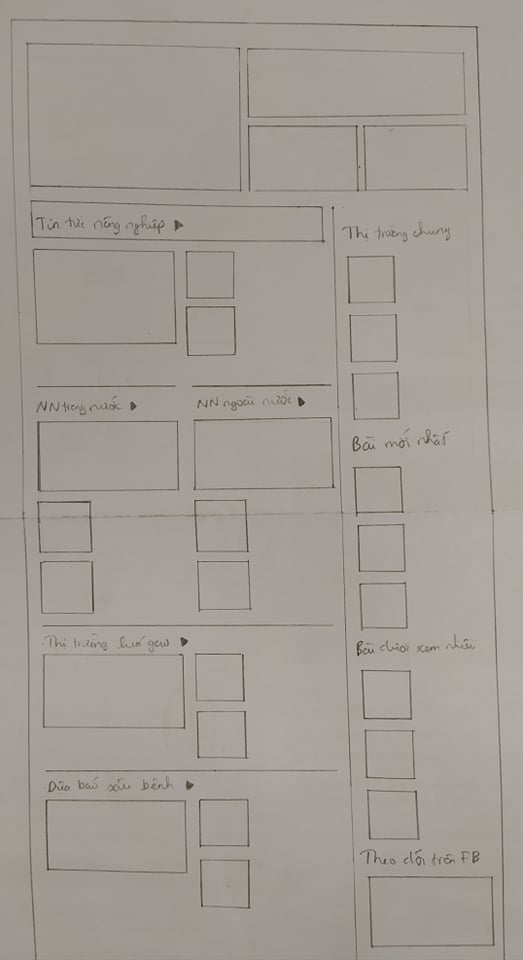 Tin tức nông nghiệp ▶
Thị trường chung
NN trong nước ▶
NN ngoài nước ▶
Bài mới nhất
Thị trường lúa gạo ▶
Bài được xem nhiều
Dự báo sâu bệnh ▶
Theo dõi trên FB